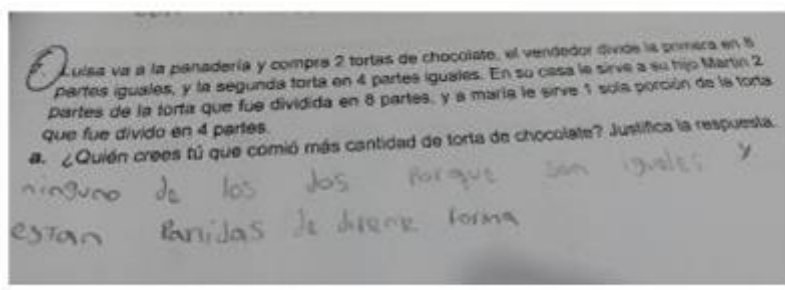 Luisa va a la panadería y compra 2 tortas de chocolate, el vendedor divide la primera en 8
partes iguales, y la segunda torta en 4 partes iguales. En su casa le sirve a su hijo Martin 2
partes de la torta que fue dividida en 8 partes, y a maría le sirve 1 sola porción de la torta
que fue divido en 4 partes.
a. ¿Quién crees tú que comió más cantidad de torta de chocolate? Justifica la respuesta.
ninguno de los dos Porque son iguales y
estan Partidas de forma